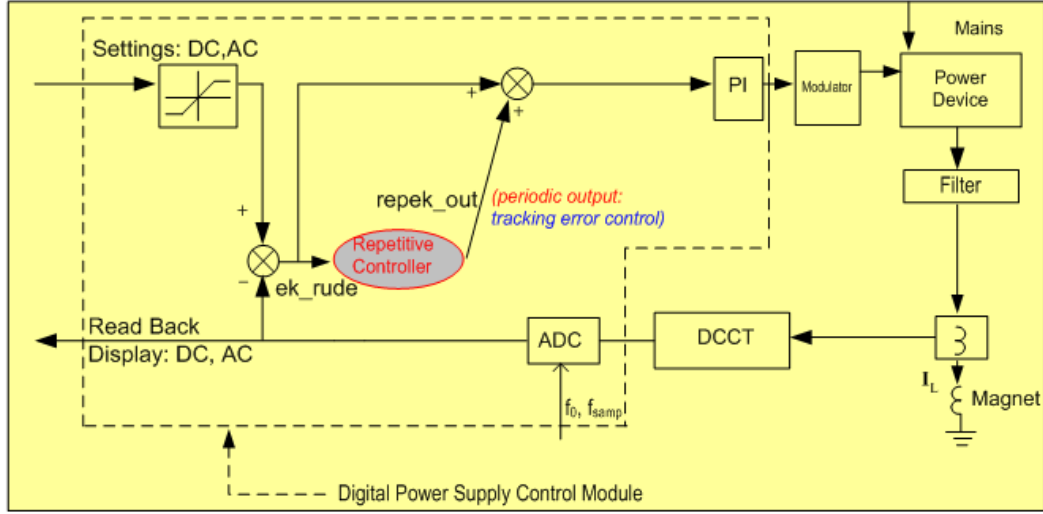 Settings: DC,AC
Mains
PI
Modulator
Power
Device
+
+
Filter
repek_out
(periodic output:
tracking error control)
+
Repetitive
Controller
−
ek_rude
Read Back
Display: DC, AC
ADC
DCCT
I_L
Magnet
f₀, f_samp
Digital Power Supply Control Module